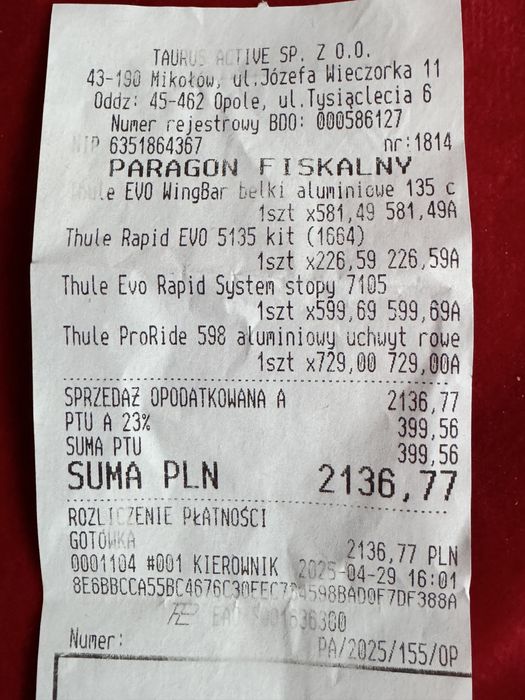 TAURUS ACTIVE SP. Z O.O.
43-190 Mikołów, ul.Józefa Wieczorka 11
Oddz: 45-462 Opole, ul.Tysiąclecia 6
Numer rejestrowy BDO: 000586127
NIP 6351864367 nr:1814
PARAGON FISKALNY
Thule EVO WingBar belki aluminiowe 135 c
1szt x581,49 581,49A
Thule Rapid EVO 5135 kit (1664)
1szt x226,59 226,59A
Thule Evo Rapid System stopy 7105
1szt x599,69 599,69A
Thule ProRide 598 aluminiowy uchwyt rowe
1szt x729,00 729,00A
SPRZEDAŻ OPODATKOWANA A 2136,77
PTU A 23% 399,56
SUMA PTU 399,56
SUMA PLN 2136,77
ROZLICZENIE PŁATNOŚCI
GOTÓWKA 2136,77 PLN
0001104 #001 KIEROWNIK 2025-04-29 16:01
Numer: PA/2025/155/OP